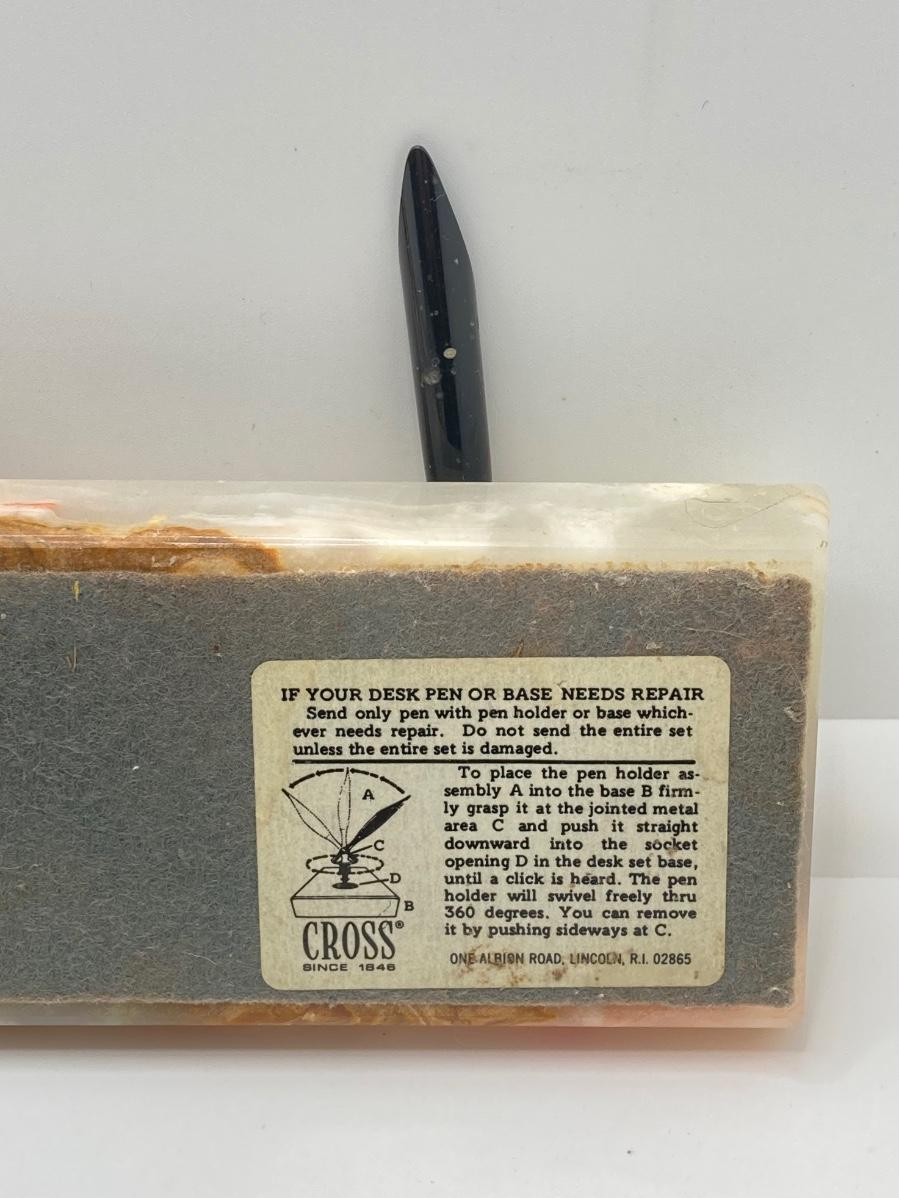 IF YOUR DESK PEN OR BASE NEEDS REPAIR
Send only pen with pen holder or base which-
ever needs repair. Do not send the entire set
unless the entire set is damaged.
To place the pen holder as-
sembly A into the base B firm-
ly grasp it at the jointed metal
area C and push it straight
downward into the socket
opening D in the desk set base,
until a click is heard. The pen
holder will swivel freely thru
360 degrees. You can remove
it by pushing sideways at C.
A
C
D
B
CROSS®
SINCE 1846
ONE ALBION ROAD, LINCOLN, R.I. 02865